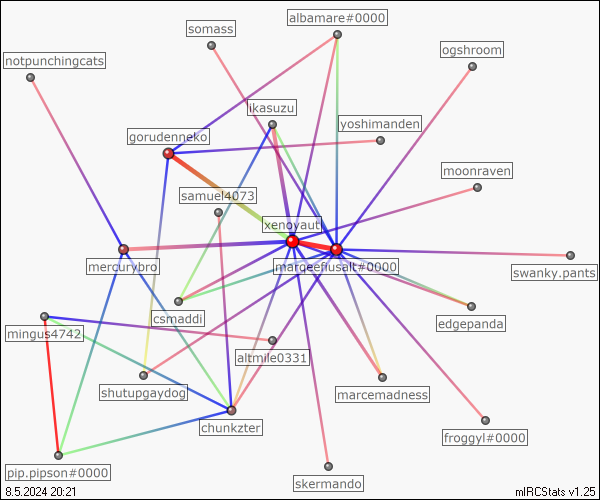 somass
albamare#0000
ogshroom
notpunchingcats
ikasuzu
yoshimanden
gorudenneko
moonraven
samuel4073
xenoyaut
mercurybro
margeefiusalt#0000
swanky.pants
csmaddi
edgepanda
mingus4742
altmile0331
shutupgaydog
marcemadness
chunkzter
froggyl#0000
pip.pipson#0000
skermando
8.5.2024 20:21
mIRCStats v1.25